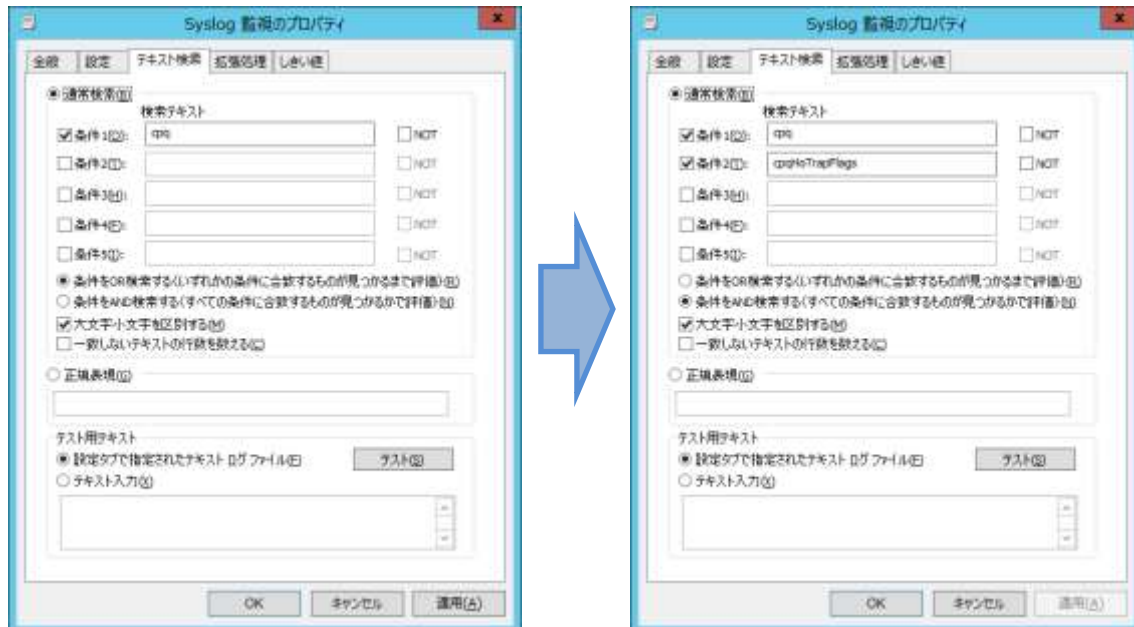 Syslog 監視のプロパティ
全般 設定 テキスト検索 拡張処理 しきい値
通常検索(N)
検索テキスト
条件1(O): cpq NOT
条件2(T): NOT
条件3(H): NOT
条件4(F): NOT
条件5(I): NOT
条件をOR検索する(いずれかの条件に合致するものが見つかるまで評価)(R)
条件をAND検索する(すべての条件に合致するものが見つかるかで評価)(N)
大文字小文字を区別する(M)
一致しないテキストの行数を数える(C)
正規表現(G)
テスト用テキスト
設定タブで指定されたテキスト ログ ファイル(E) テスト(S)
テキスト入力(X)
OK キャンセル 適用(A)
Syslog 監視のプロパティ
全般 設定 テキスト検索 拡張処理 しきい値
通常検索(N)
検索テキスト
条件1(O): cpq NOT
条件2(T): cpqHoTrapFlags NOT
条件3(H): NOT
条件4(F): NOT
条件5(I): NOT
条件をOR検索する(いずれかの条件に合致するものが見つかるまで評価)(R)
条件をAND検索する(すべての条件に合致するものが見つかるかで評価)(N)
大文字小文字を区別する(M)
一致しないテキストの行数を数える(C)
正規表現(G)
テスト用テキスト
設定タブで指定されたテキスト ログ ファイル(E) テスト(S)
テキスト入力(X)
OK キャンセル 適用(A)